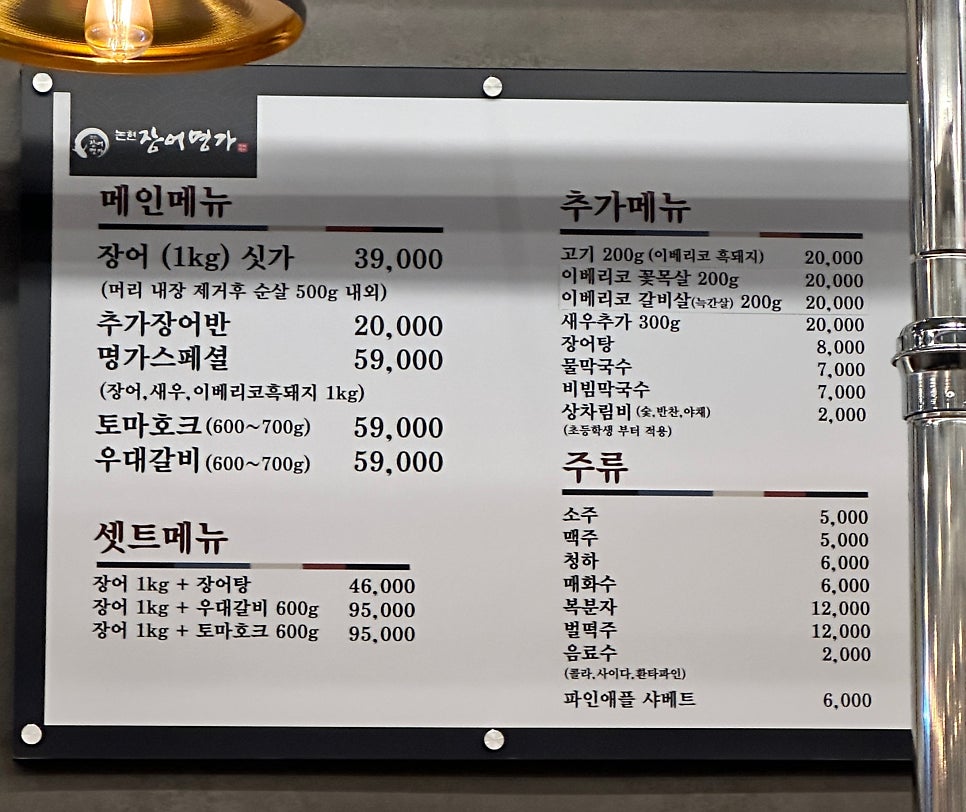 논현 장어명가
메인메뉴
장어 (1kg) 싯가 39,000
(머리 내장 제거후 순살 500g 내외)
추가장어반 20,000
명가스페셜 59,000
(장어,새우,이베리코흑돼지 1kg)
토마호크(600~700g) 59,000
우대갈비(600~700g) 59,000
셋트메뉴
장어 1kg + 장어탕 46,000
장어 1kg + 우대갈비 600g 95,000
장어 1kg + 토마호크 600g 95,000
추가메뉴
고기 200g (이베리코 흑돼지) 20,000
이베리코 꽃목살 200g 20,000
이베리코 갈비살(늑간살) 200g 20,000
새우추가 300g 20,000
장어탕 8,000
물막국수 7,000
비빔막국수 7,000
상차림비 (숯,반찬,야채) 2,000
(초등학생 부터 적용)
주류
소주 5,000
맥주 5,000
청하 6,000
매화수 6,000
복분자 12,000
벌떡주 12,000
음료수 2,000
(콜라,사이다,환타파인)
파인애플 샤베트 6,000